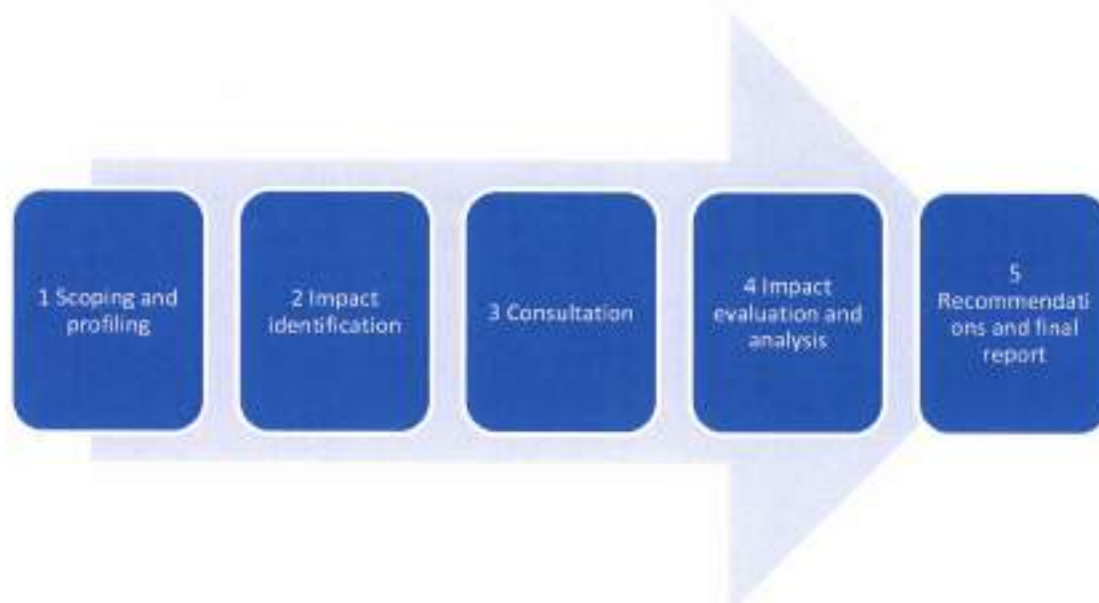 1 Scoping and
profiling
2 Impact
identification
3 Consultation
4 Impact
evaluation and
analysis
5
Recommendati
ons and final
report